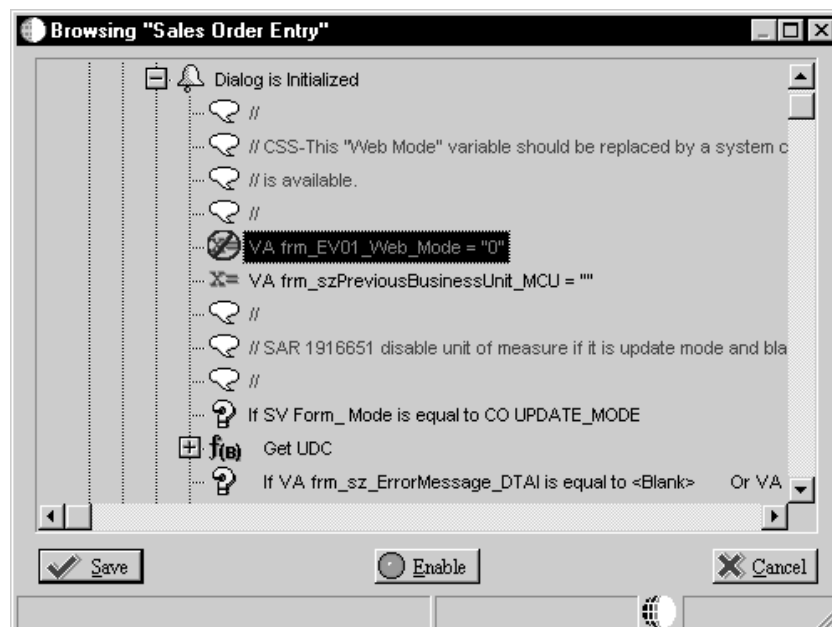 Browsing "Sales Order Entry"
Dialog is Initialized
//
// CSS-This "Web Mode" variable should be replaced by a system c
// is available.
//
VA frm_EV01_Web_Mode = "0"
x= VA frm_szPreviousBusinessUnit_MCU = ""
//
// SAR 1916651 disable unit of measure if it is update mode and bla
//
If SV Form_ Mode is equal to CO UPDATE_MODE
f(B) Get UDC
If VA frm_sz_ErrorMessage_DTAI is equal to <Blank> Or VA
Save Enable Cancel